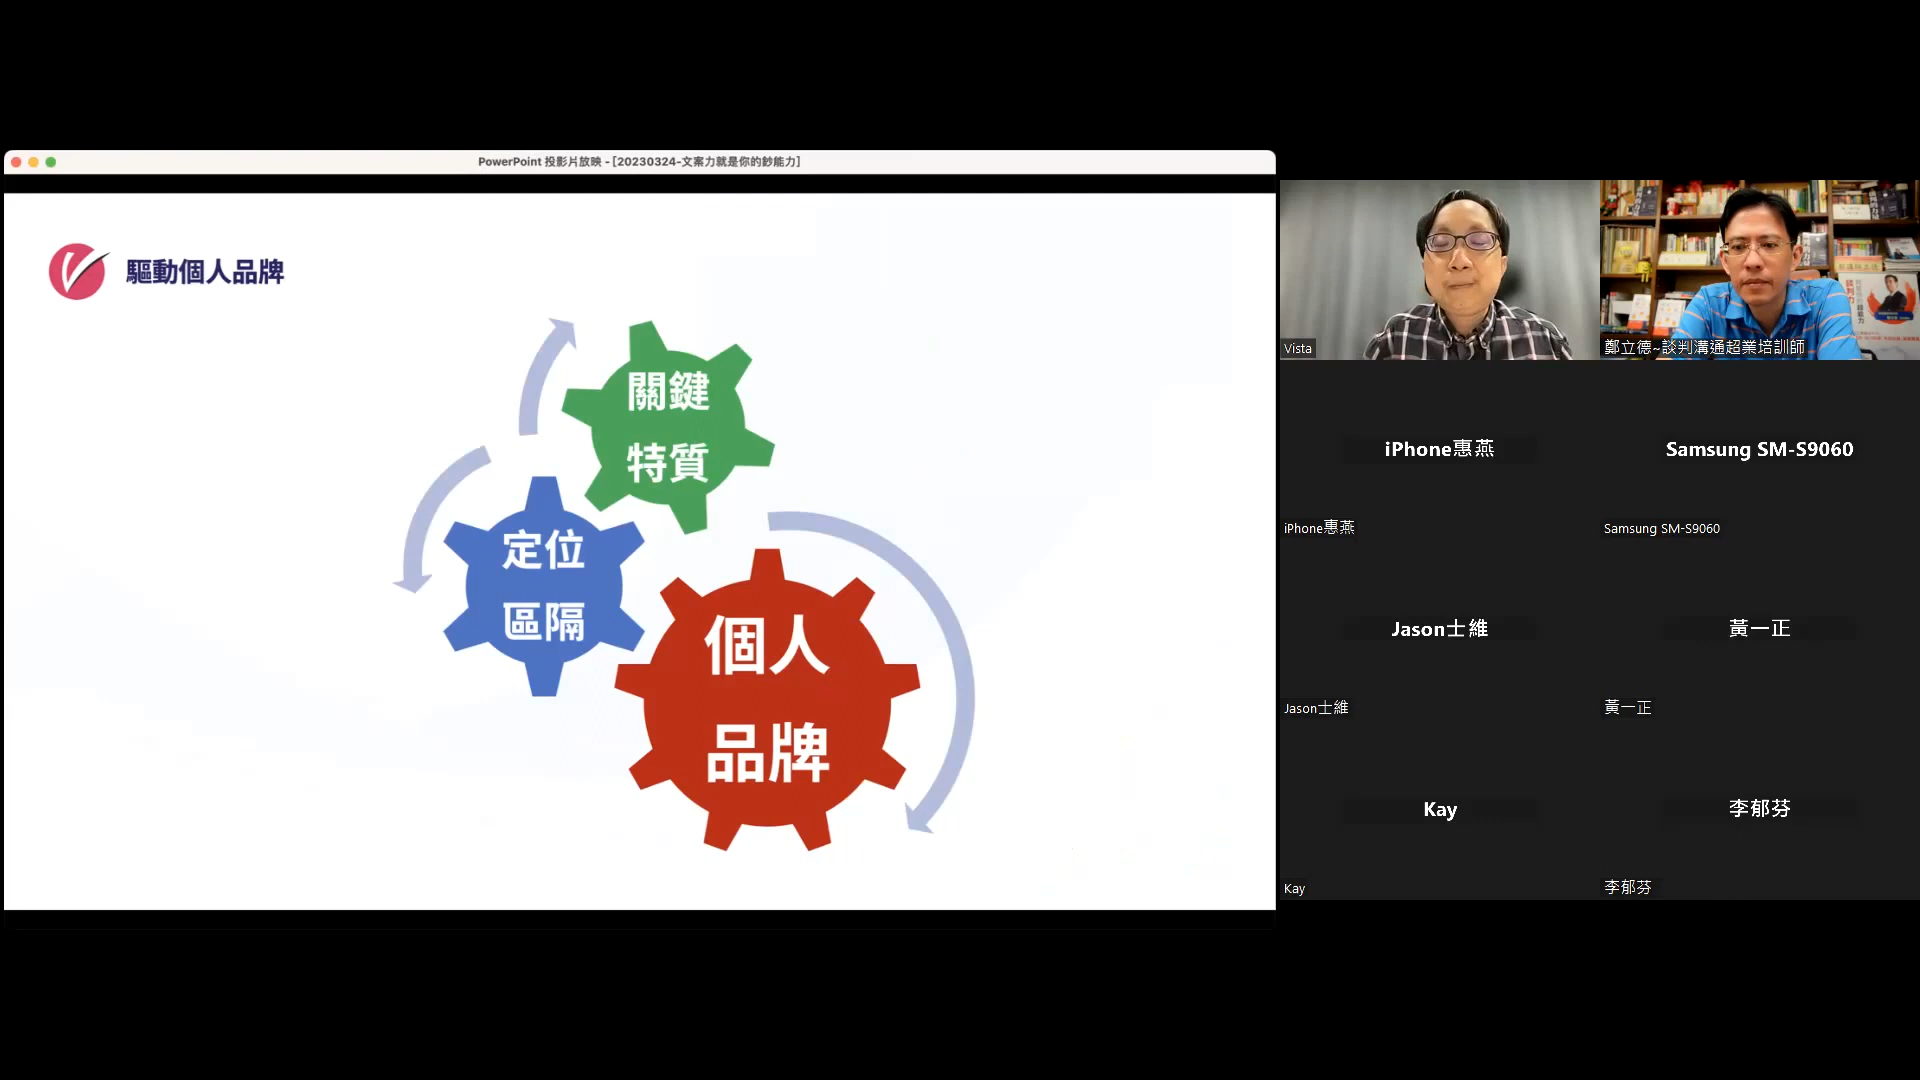 PowerPoint 投影片放映 - [20230324-文案力就是你的鈔能力]
驅動個人品牌
關鍵
特質
定位
區隔
個人
品牌
Vista
鄭立德~談判溝通超業培訓師
iPhone惠燕
Samsung SM-S9060
iPhone惠燕
Samsung SM-S9060
Jason士維
黃一正
Jason士維
黃一正
Kay
李郁芬
Kay
李郁芬